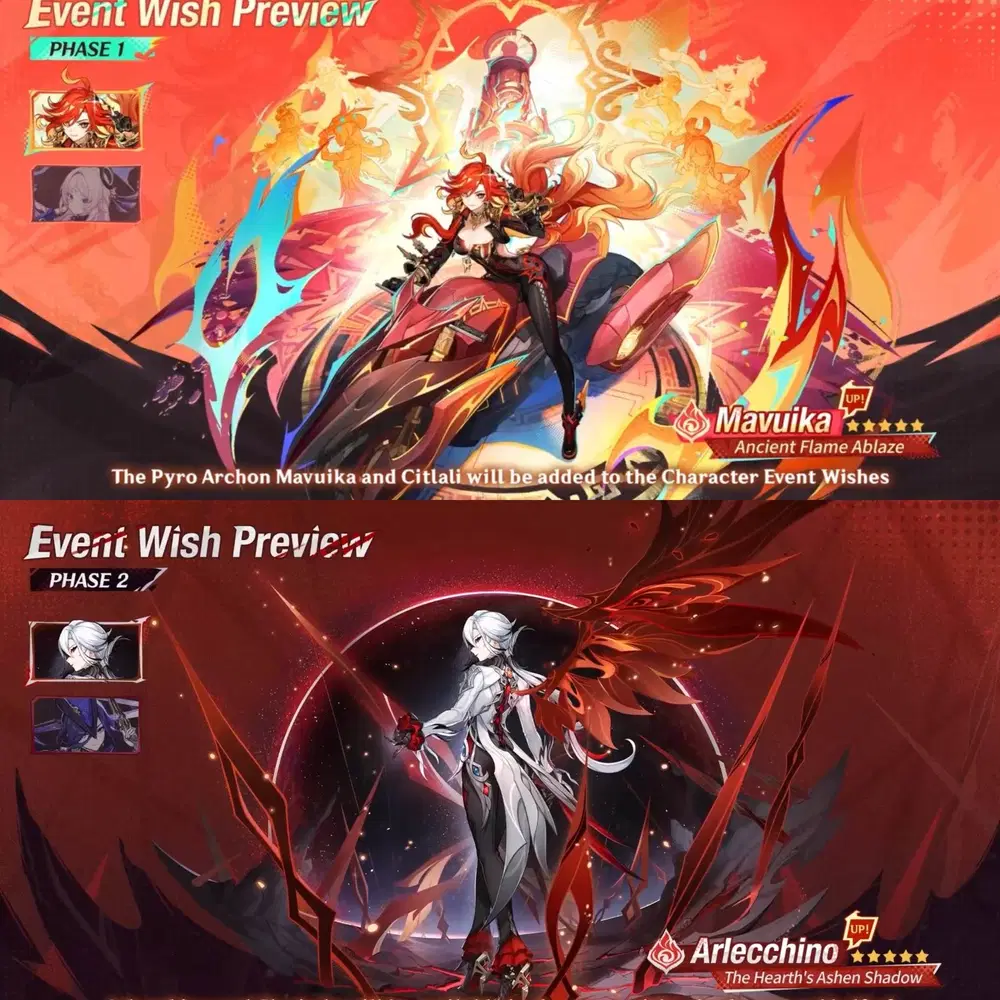 Event Wish Preview
PHASE 1
UP!
Mavuika
Ancient Flame Ablaze
The Pyro Archon Mavuika and Citlali will be added to the Character Event Wishes
Event Wish Preview
PHASE 2
UP!
Arlecchino
The Hearth's Ashen Shadow